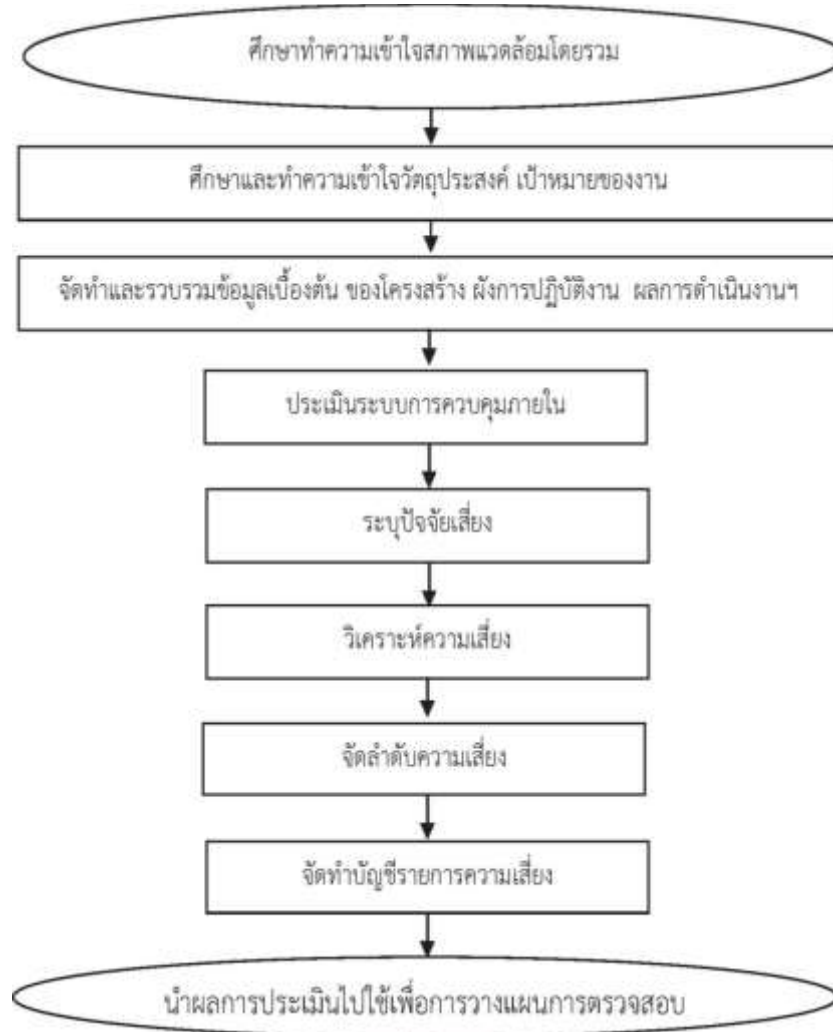 ศึกษาทำความเข้าใจสภาพแวดล้อมโดยรวม
ศึกษาและทำความเข้าใจวัตถุประสงค์ เป้าหมายของงาน
จัดทำและรวบรวมข้อมูลเบื้องต้น ของโครงสร้าง ผังการปฏิบัติงาน ผลการดำเนินงานฯ
ประเมินระบบการควบคุมภายใน
ระบุปัจจัยเสี่ยง
วิเคราะห์ความเสี่ยง
จัดลำดับความเสี่ยง
จัดทำบัญชีรายการความเสี่ยง
นำผลการประเมินไปใช้เพื่อการวางแผนการตรวจสอบ